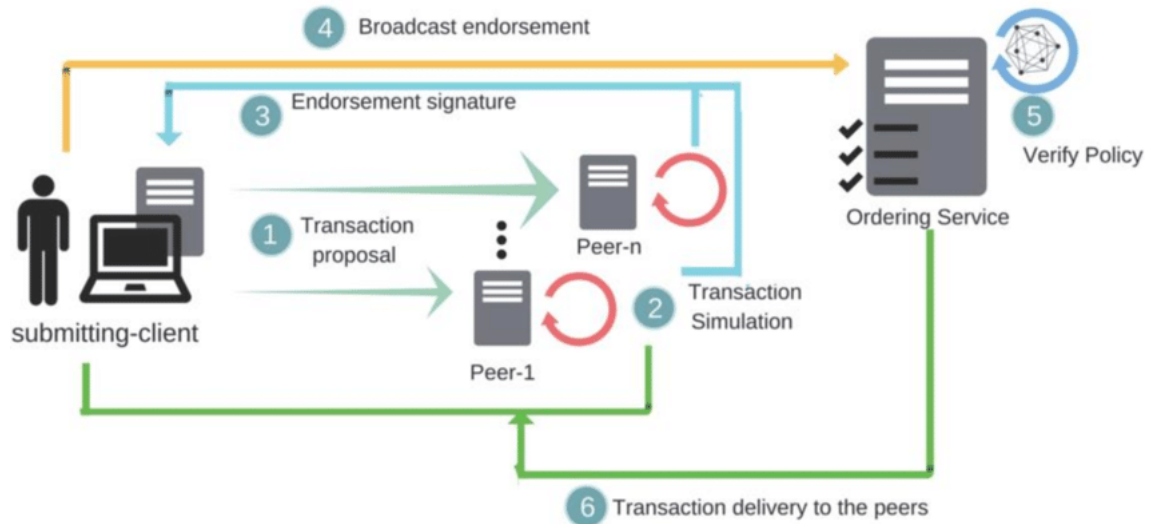 4 Broadcast endorsement
3 Endorsement signature
5
Verify Policy
Ordering Service
1 Transaction
proposal
Peer-n
2 Transaction
Simulation
submitting-client
Peer-1
6 Transaction delivery to the peers